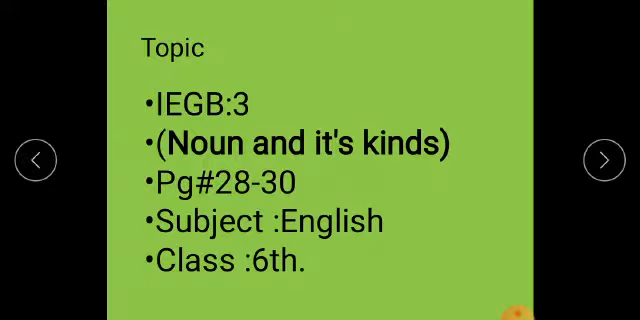 Topic
•IEGB:3
•(Noun and it's kinds)
•Pg#28-30
•Subject :English
•Class :6th.